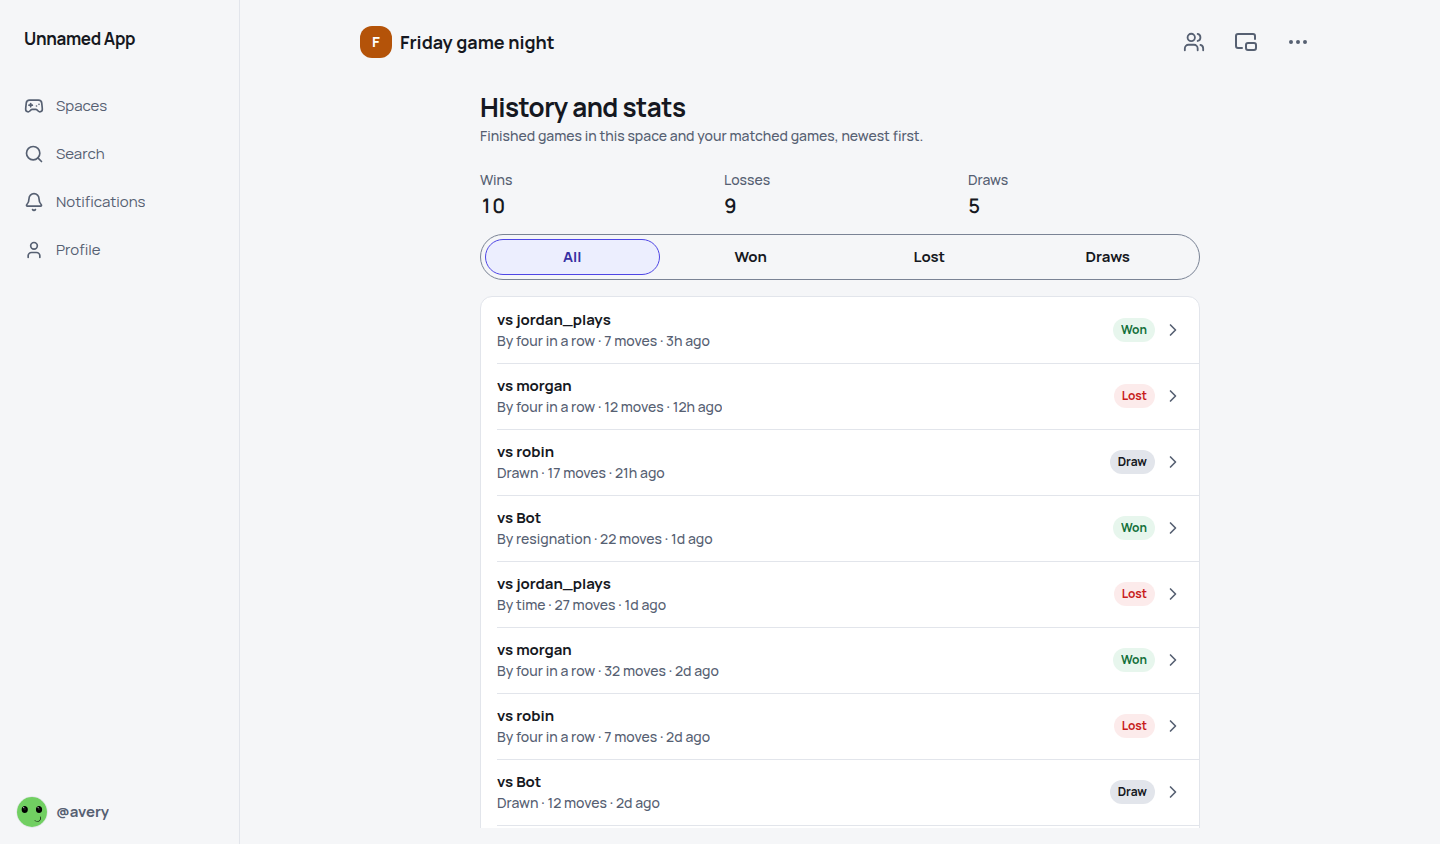 Unnamed App
Spaces
Search
Notifications
Profile
@avery
F Friday game night
History and stats
Finished games in this space and your matched games, newest first.
Wins Losses Draws
10 9 5
All Won Lost Draws
vs jordan_plays
By four in a row · 7 moves · 3h ago
Won
vs morgan
By four in a row · 12 moves · 12h ago
Lost
vs robin
Drawn · 17 moves · 21h ago
Draw
vs Bot
By resignation · 22 moves · 1d ago
Won
vs jordan_plays
By time · 27 moves · 1d ago
Lost
vs morgan
By four in a row · 32 moves · 2d ago
Won
vs robin
By four in a row · 7 moves · 2d ago
Lost
vs Bot
Drawn · 12 moves · 2d ago
Draw